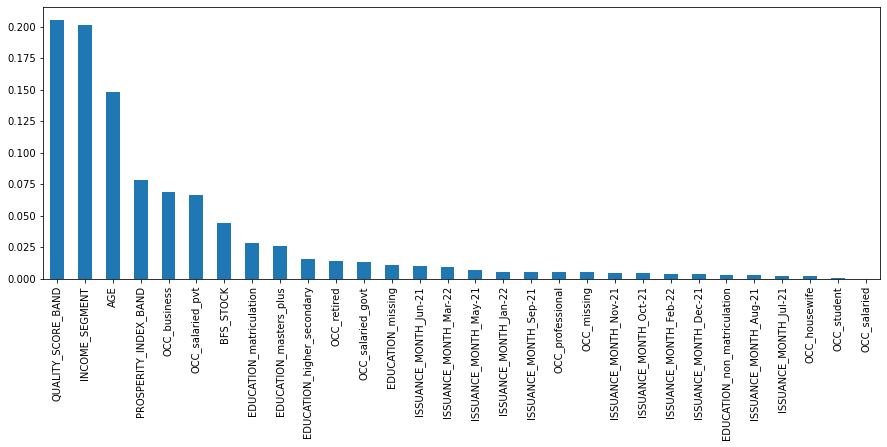 0.200
0.175
0.150
0.125
0.100
0.075
0.050
0.025
0.000
QUALITY_SCORE_BAND
INCOME_SEGMENT
AGE
PROSPERITY_INDEX_BAND
OCC_business
OCC_salaried_pvt
BFS_STOCK
EDUCATION_matriculation
EDUCATION_masters_plus
EDUCATION_higher_secondary
OCC_retired
OCC_salaried_govt
EDUCATION_missing
ISSUANCE_MONTH_Jun-21
ISSUANCE_MONTH_Mar-22
ISSUANCE_MONTH_May-21
ISSUANCE_MONTH_Jan-22
ISSUANCE_MONTH_Sep-21
OCC_professional
OCC_missing
ISSUANCE_MONTH_Nov-21
ISSUANCE_MONTH_Oct-21
ISSUANCE_MONTH_Feb-22
ISSUANCE_MONTH_Dec-21
EDUCATION_non_matriculation
ISSUANCE_MONTH_Aug-21
ISSUANCE_MONTH_Jul-21
OCC_housewife
OCC_student
OCC_salaried